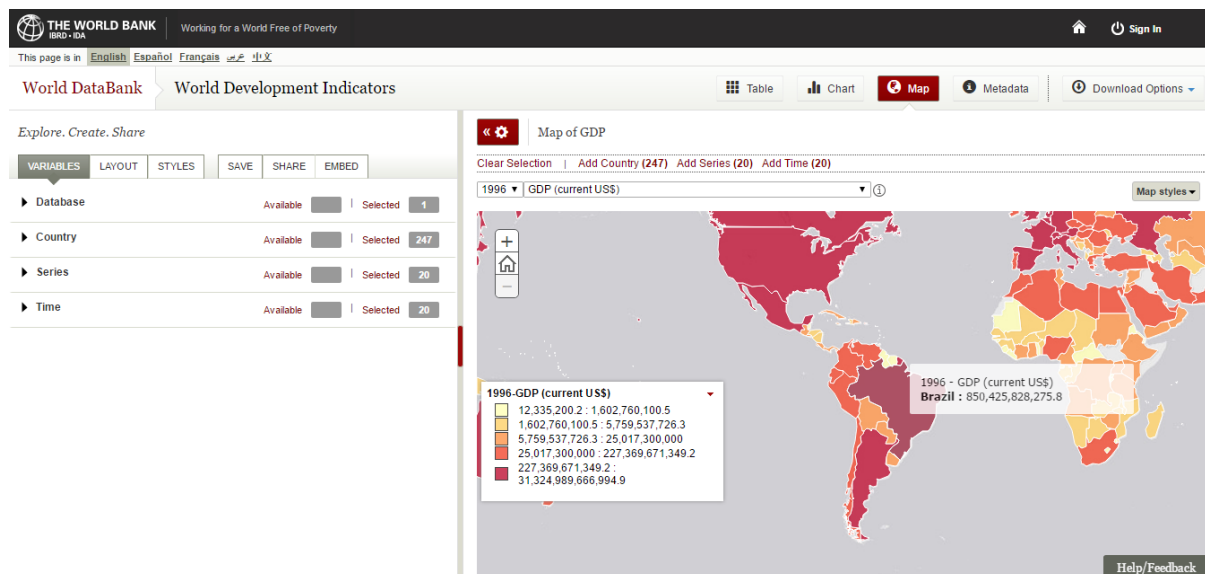 THE WORLD BANK
IBRD • IDA
Working for a World Free of Poverty
Sign In
This page is in English Español Français عربي 中文
World DataBank World Development Indicators
Table Chart Map Metadata Download Options
Explore. Create. Share
« Map of GDP
VARIABLES LAYOUT STYLES SAVE SHARE EMBED
Clear Selection | Add Country (247) Add Series (20) Add Time (20)
1996 GDP (current US$)
Map styles
Database Available | Selected 1
Country Available | Selected 247
Series Available | Selected 20
Time Available | Selected 20
+
−
1996 - GDP (current US$)
Brazil : 850,425,828,275.8
1996-GDP (current US$)
12,335,200.2 : 1,602,760,100.5
1,602,760,100.5 : 5,759,537,726.3
5,759,537,726.3 : 25,017,300,000
25,017,300,000 : 227,369,671,349.2
227,369,671,349.2 :
31,324,989,666,994.9
Help/Feedback